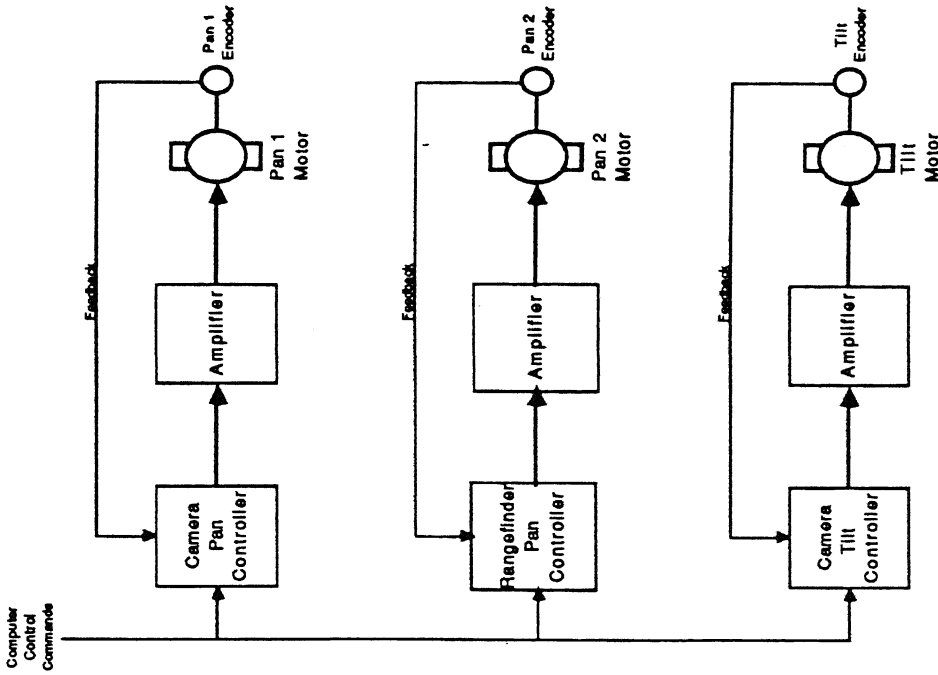 Computer
Control
Commands
Camera
Pan
Controller
Amplifier
Pan 1
Motor
Pan 1
Encoder
Feedback
Rangefinder
Pan
Controller
Amplifier
Pan 2
Motor
Pan 2
Encoder
Feedback
Camera
Tilt
Controller
Amplifier
Tilt
Motor
Tilt
Encoder
Feedback